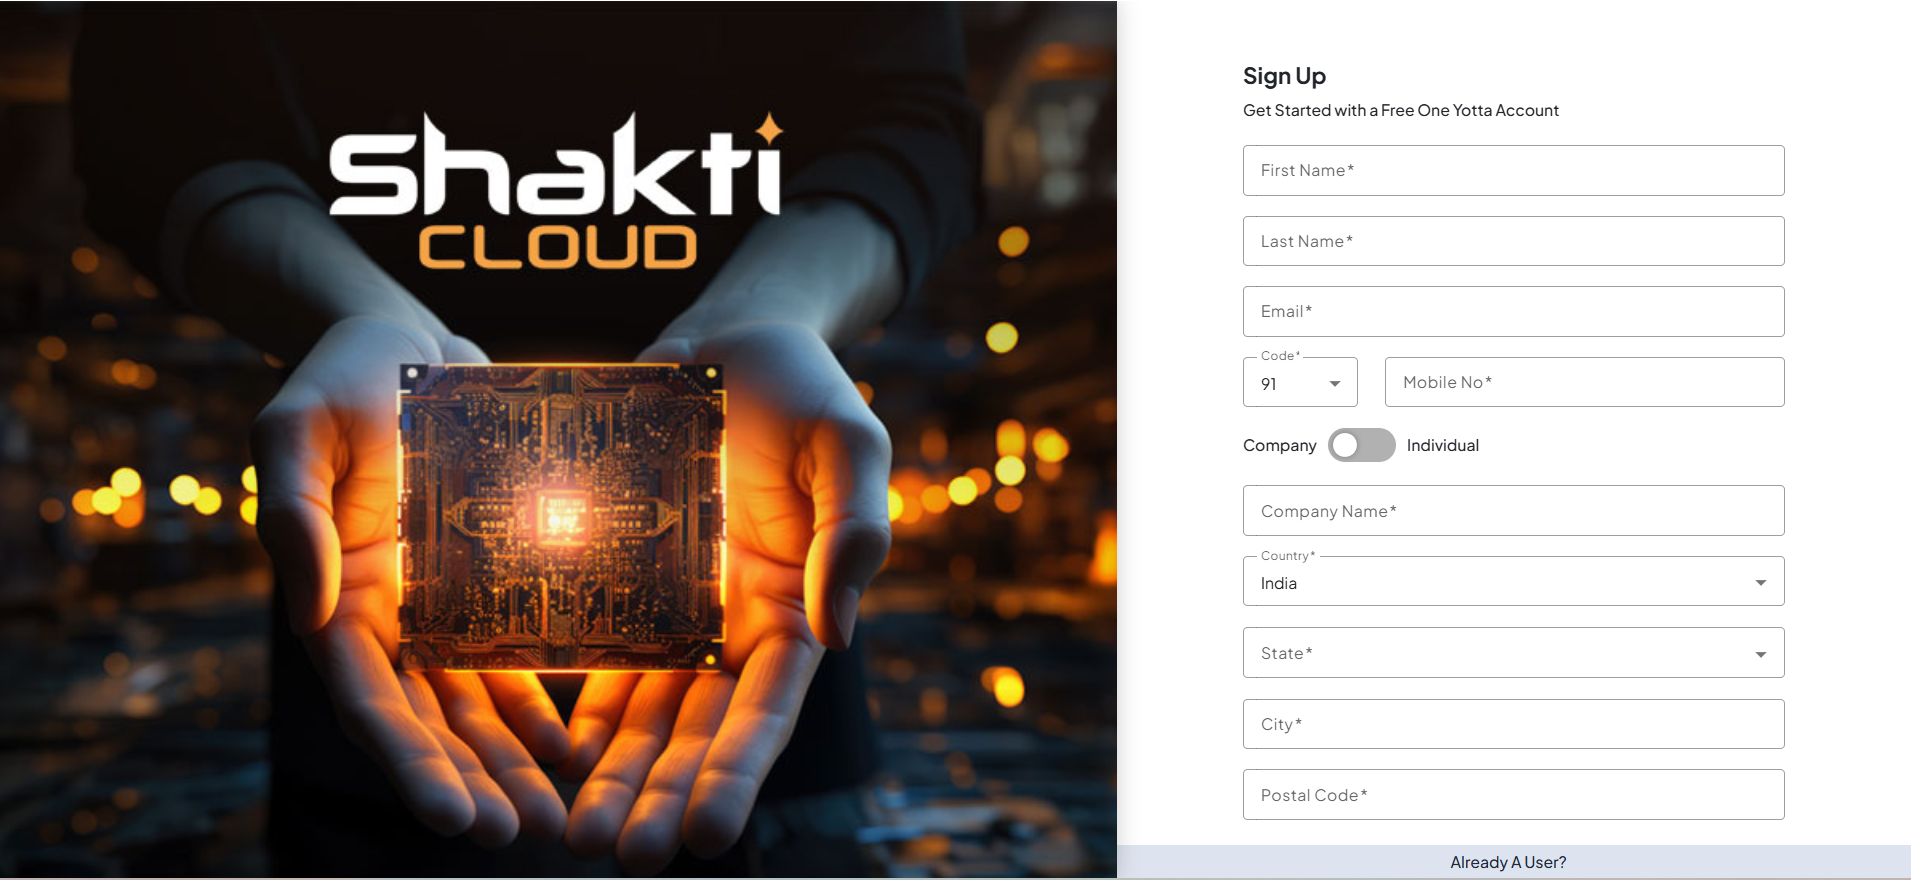 Shakti
CLOUD
Sign Up
Get Started with a Free One Yotta Account
First Name*
Last Name*
Email*
Code*
91
Mobile No*
Company
Individual
Company Name*
Country*
India
State*
City*
Postal Code*
Already A User?